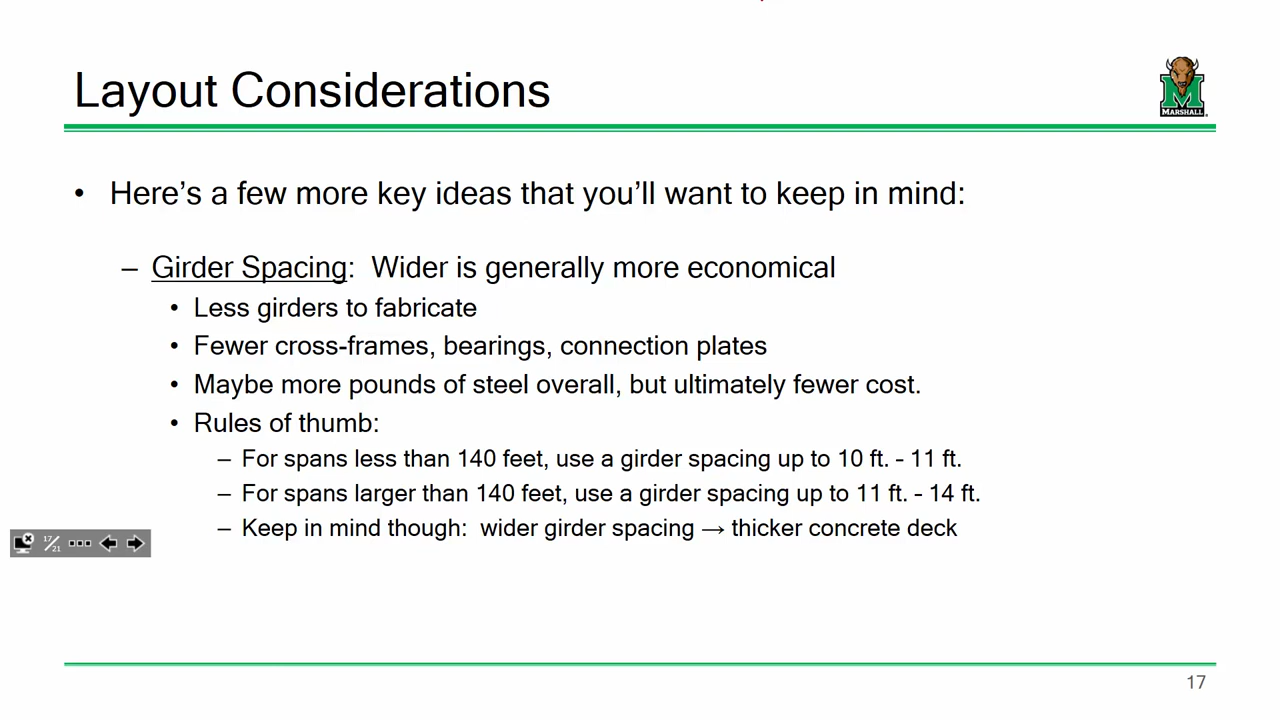 Layout Considerations
MARSHALL
• Here's a few more key ideas that you'll want to keep in mind:
– Girder Spacing: Wider is generally more economical
• Less girders to fabricate
• Fewer cross-frames, bearings, connection plates
• Maybe more pounds of steel overall, but ultimately fewer cost.
• Rules of thumb:
– For spans less than 140 feet, use a girder spacing up to 10 ft. - 11 ft.
– For spans larger than 140 feet, use a girder spacing up to 11 ft. - 14 ft.
– Keep in mind though: wider girder spacing → thicker concrete deck
17/21
17